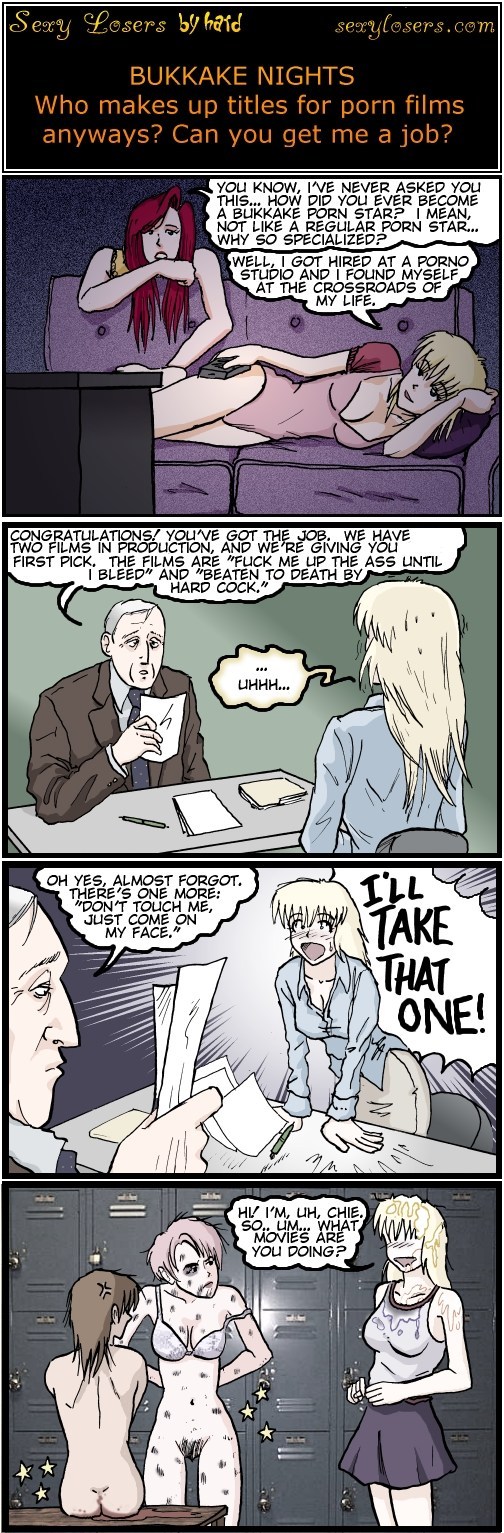 Sexy Losers by hard
sexylosers.com
BUKKAKE NIGHTS
Who makes up titles for porn films
anyways? Can you get me a job?
YOU KNOW, I'VE NEVER ASKED YOU
THIS... HOW DID YOU EVER BECOME
A BUKKAKE PORN STAR? I MEAN,
NOT LIKE A REGULAR PORN STAR...
WHY SO SPECIALIZED?
WELL, I GOT HIRED AT A PORNO
STUDIO AND I FOUND MYSELF
AT THE CROSSROADS OF
MY LIFE.
CONGRATULATIONS! YOU'VE GOT THE JOB. WE HAVE
TWO FILMS IN PRODUCTION, AND WE'RE GIVING YOU
FIRST PICK. THE FILMS ARE "FUCK ME UP THE ASS UNTIL
I BLEED" AND "BEATEN TO DEATH BY
HARD COCK."
...
UHHH...
OH YES, ALMOST FORGOT.
THERE'S ONE MORE:
"DON'T TOUCH ME,
JUST COME ON
MY FACE."
I'LL
TAKE
THAT
ONE!
HI! I'M, UH, CHIE.
SO.. UM... WHAT
MOVIES ARE
YOU DOING?